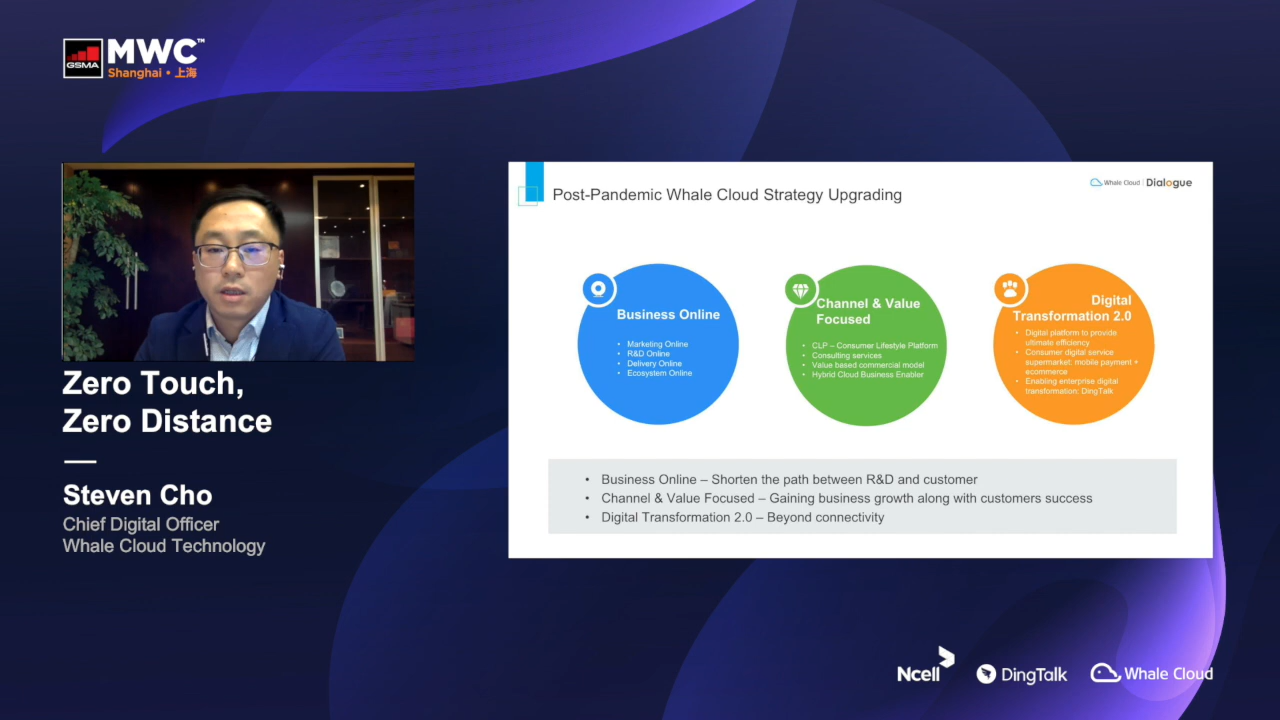 GSMA
MWC™
Shanghai • 上海
Zero Touch,
Zero Distance
Steven Cho
Chief Digital Officer
Whale Cloud Technology
Post-Pandemic Whale Cloud Strategy Upgrading
Whale Cloud | Dialogue
Business Online
• Marketing Online
• R&D Online
• Delivery Online
• Ecosystem Online
Channel & Value
Focused
• CLP – Consumer Lifestyle Platform
• Consulting services
• Value based commercial model
• Hybrid Cloud Business Enabler
Digital
Transformation 2.0
• Digital platform to provide
ultimate efficiency
• Consumer digital service
supermarket: mobile payment +
ecommerce
• Enabling enterprise digital
transformation: DingTalk
• Business Online – Shorten the path between R&D and customer
• Channel & Value Focused – Gaining business growth along with customers success
• Digital Transformation 2.0 – Beyond connectivity
Ncell
DingTalk
Whale Cloud